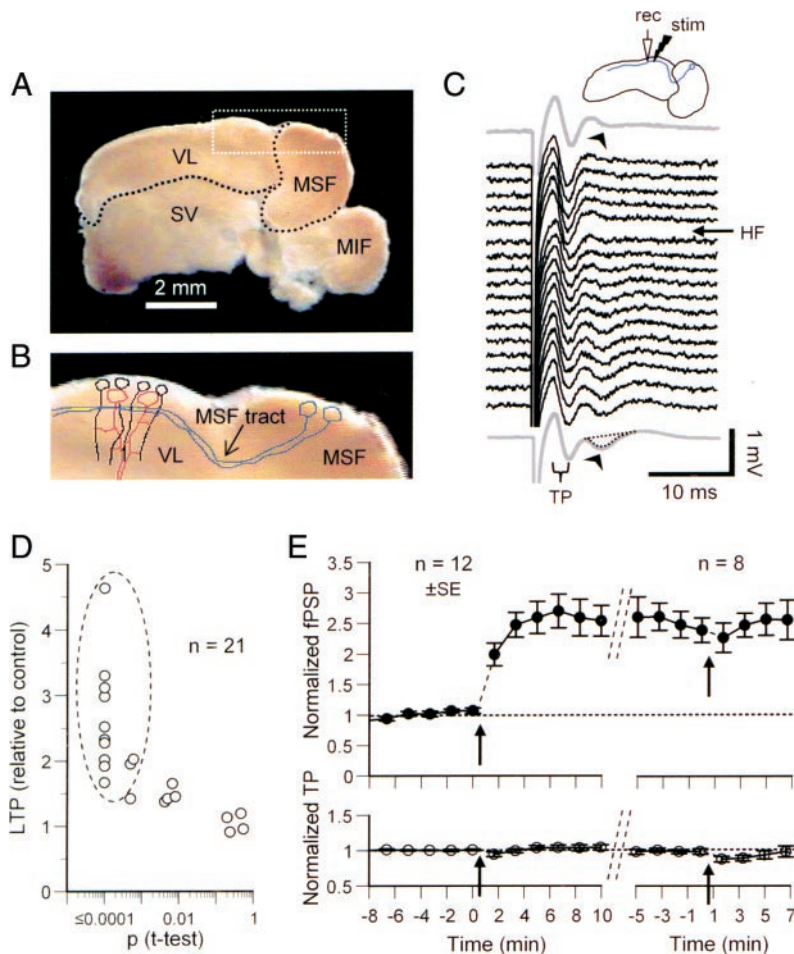 A
VL
MSF
SV
MIF
2 mm
B
MSF tract
VL
MSF
C
rec
stim
HF
TP
1 mV
10 ms
D
5
4
3
2
1
0
n = 21
LTP (relative to control)
≤0.0001
0.01
1
p (t-test)
E
3.5
3
2.5
2
1.5
1
0.5
0
n = 12
±SE
n = 8
Normalized fPSP
1.5
1
0.5
Normalized TP
-8 -6 -4 -2 0 2 4 6 8 10
-5 -3 -1 1 3 5 7
Time (min)
Time (min)